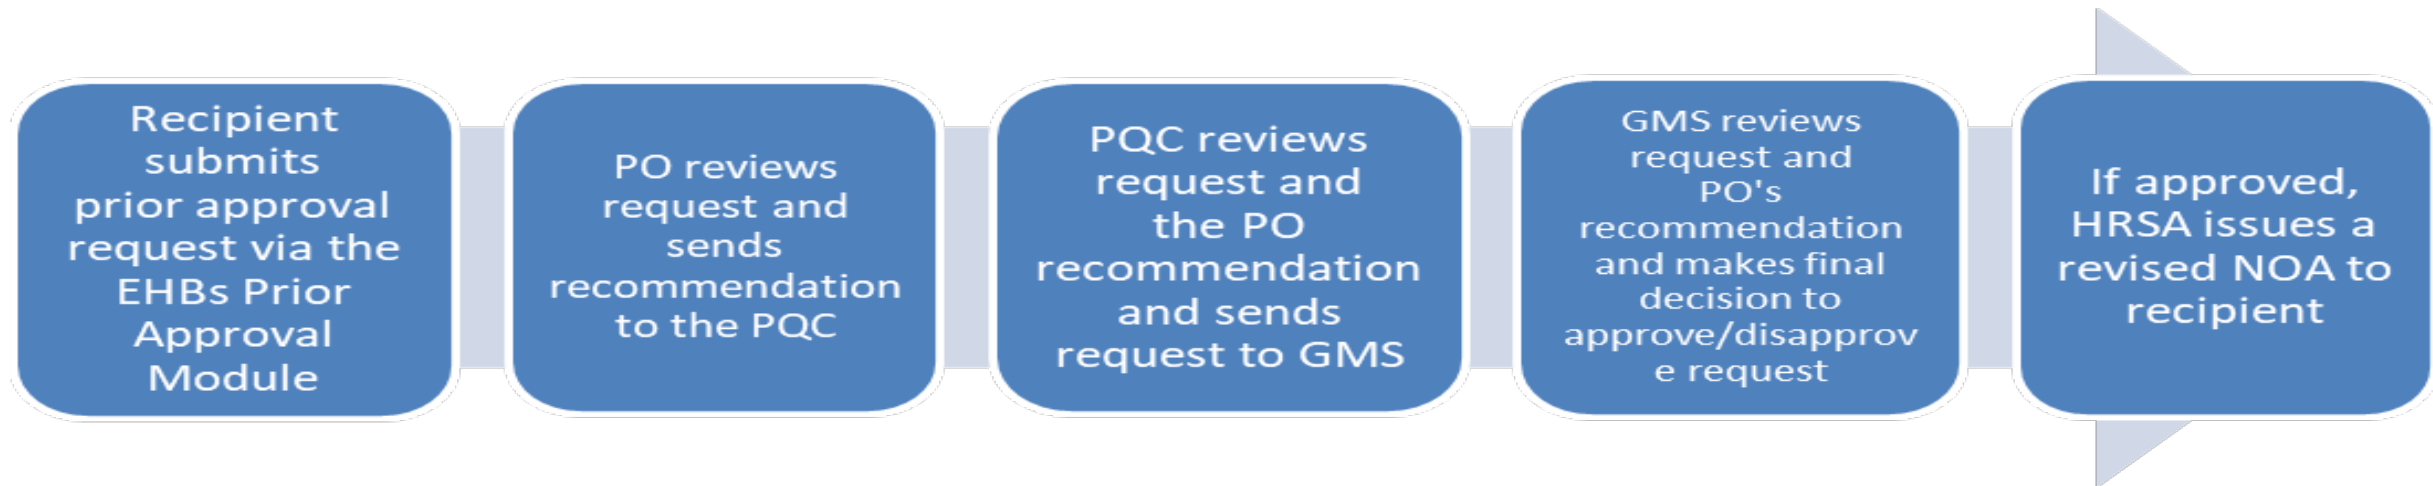 Recipient
submits
prior approval
request via the
EHBs Prior
Approval
Module
PO reviews
request and
sends
recommendation
to the PQC
PQC reviews
request and
the PO
recommendation
and sends
request to GMS
GMS reviews
request and
PO's
recommendation
and makes final
decision to
approve/disapprov
e request
If approved,
HRSA issues a
revised NOA to
recipient